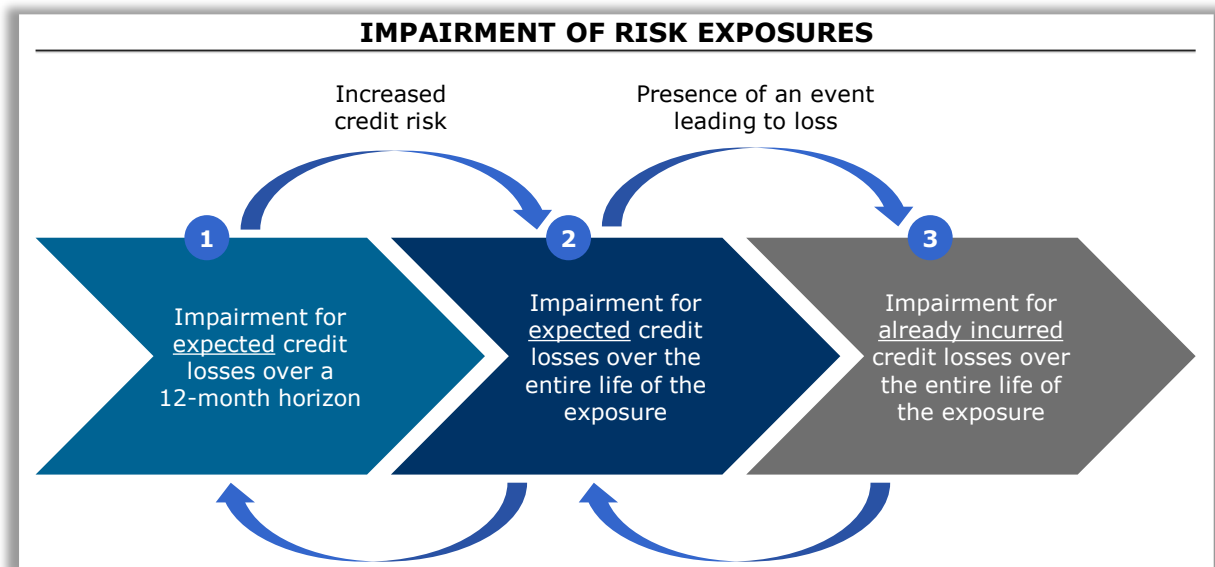 IMPAIRMENT OF RISK EXPOSURES
Increased
credit risk
Presence of an event
leading to loss
1
2
3
Impairment for
expected credit
losses over a
12-month horizon
Impairment for
expected credit
losses over the
entire life of the
exposure
Impairment for
already incurred
credit losses over
the entire life of
the exposure